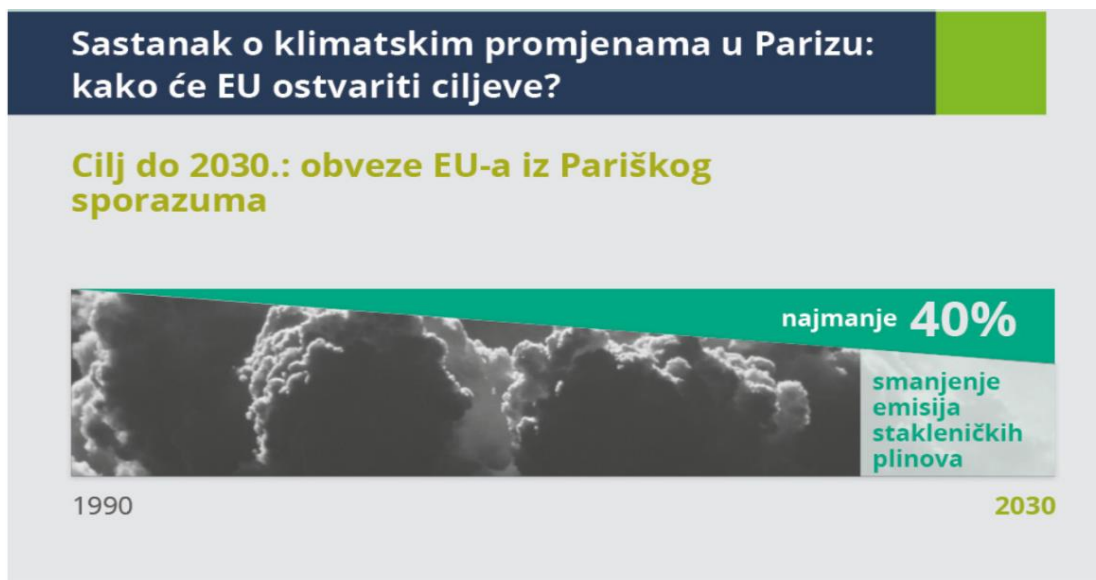 Sastanak o klimatskim promjenama u Parizu:
kako će EU ostvariti ciljeve?
Cilj do 2030.: obveze EU-a iz Pariškog
sporazuma
najmanje 40%
smanjenje
emisija
stakleničkih
plinova
1990
2030